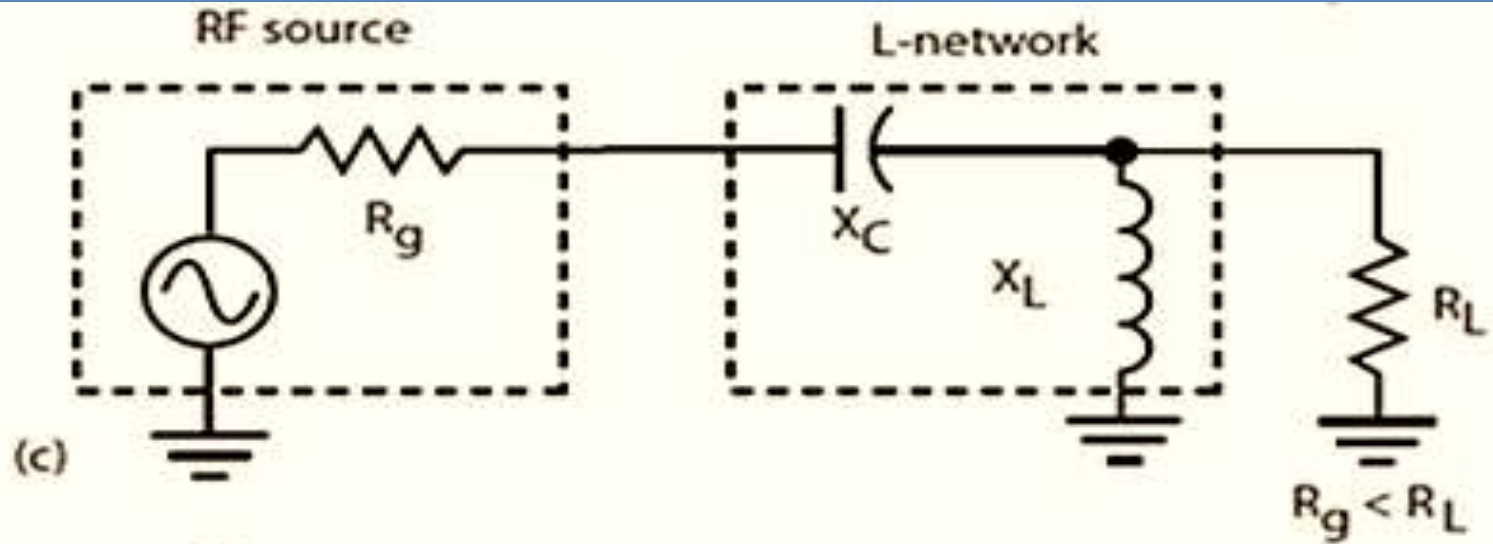 RF source
L-network
Rg
XC
XL
RL
(c)
Rg < RL